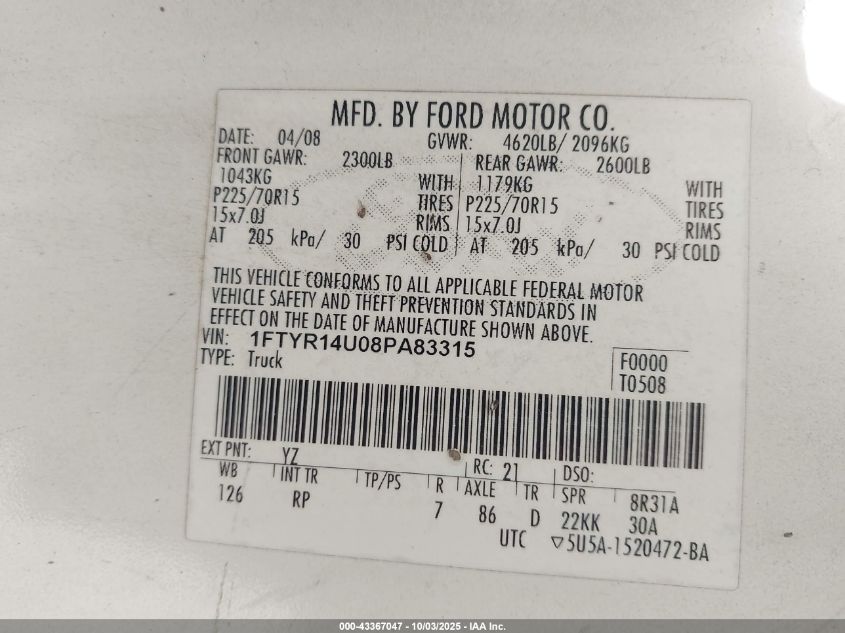 MFD. BY FORD MOTOR CO.
DATE: 04/08 GVWR: 4620LB/ 2096KG
FRONT GAWR: 2300LB REAR GAWR: 2600LB
1043KG WITH 1179KG WITH
P225/70R15 TIRES P225/70R15 TIRES
15x7.0J RIMS 15x7.0J RIMS
AT 205 kPa/ 30 PSI COLD AT 205 kPa/ 30 PSI COLD
THIS VEHICLE CONFORMS TO ALL APPLICABLE FEDERAL MOTOR
VEHICLE SAFETY AND THEFT PREVENTION STANDARDS IN
EFFECT ON THE DATE OF MANUFACTURE SHOWN ABOVE.
VIN: 1FTYR14U08PA83315
TYPE: Truck
F0000
T0508
EXT PNT: YZ RC: 21 DSO:
WB INT TR TP/PS R AXLE TR SPR 8R31A
126 RP 7 86 D 22KK 30A
UTC ▽5U5A-1520472-BA
000-43367047 - 10/03/2025 - IAA Inc.